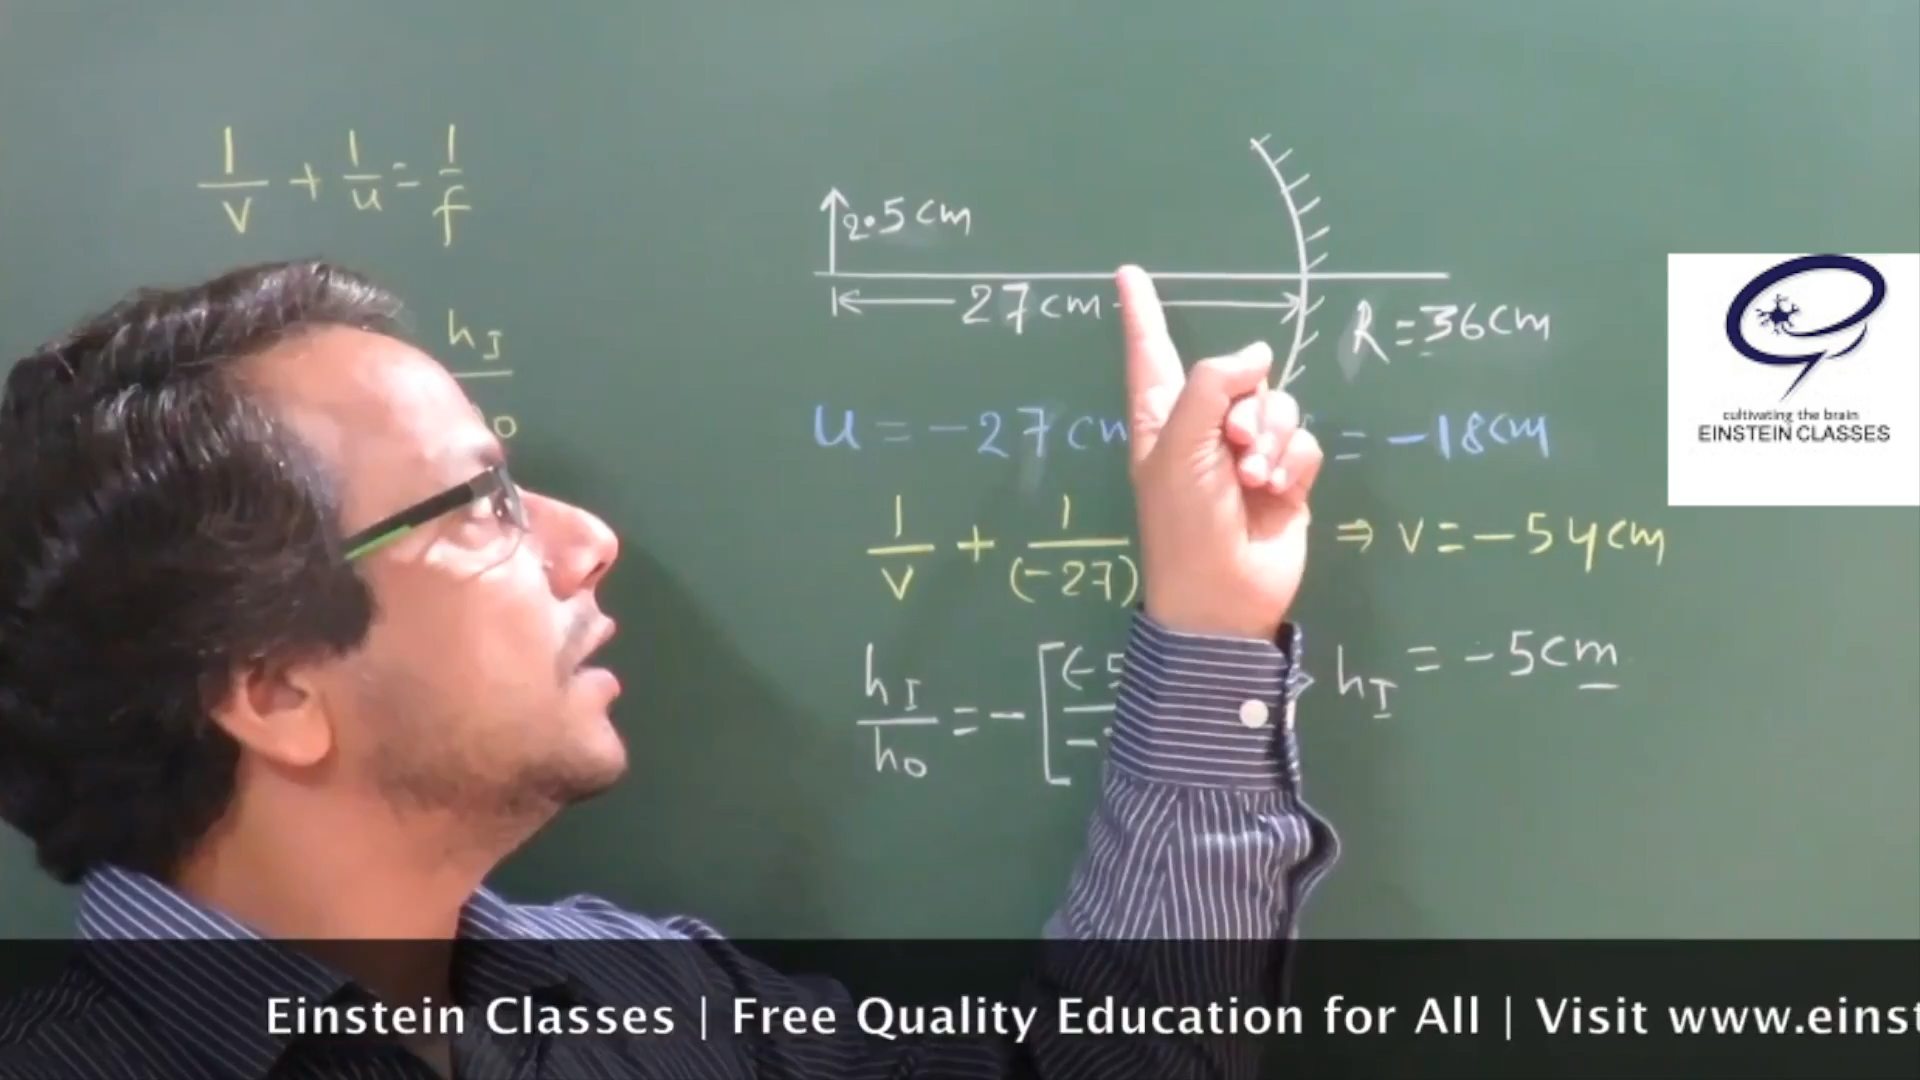 1/v + 1/u = 1/f
2.5 cm
27 cm
R = 36 cm
h_I
o
u = -27 c
= -18 cm
1/v + 1/(-27)
⇒ v = -54 cm
h_I/h_o = -[(-5
h_I = -5 cm
cultivating the brain
EINSTEIN CLASSES
Einstein Classes | Free Quality Education for All | Visit www.einst